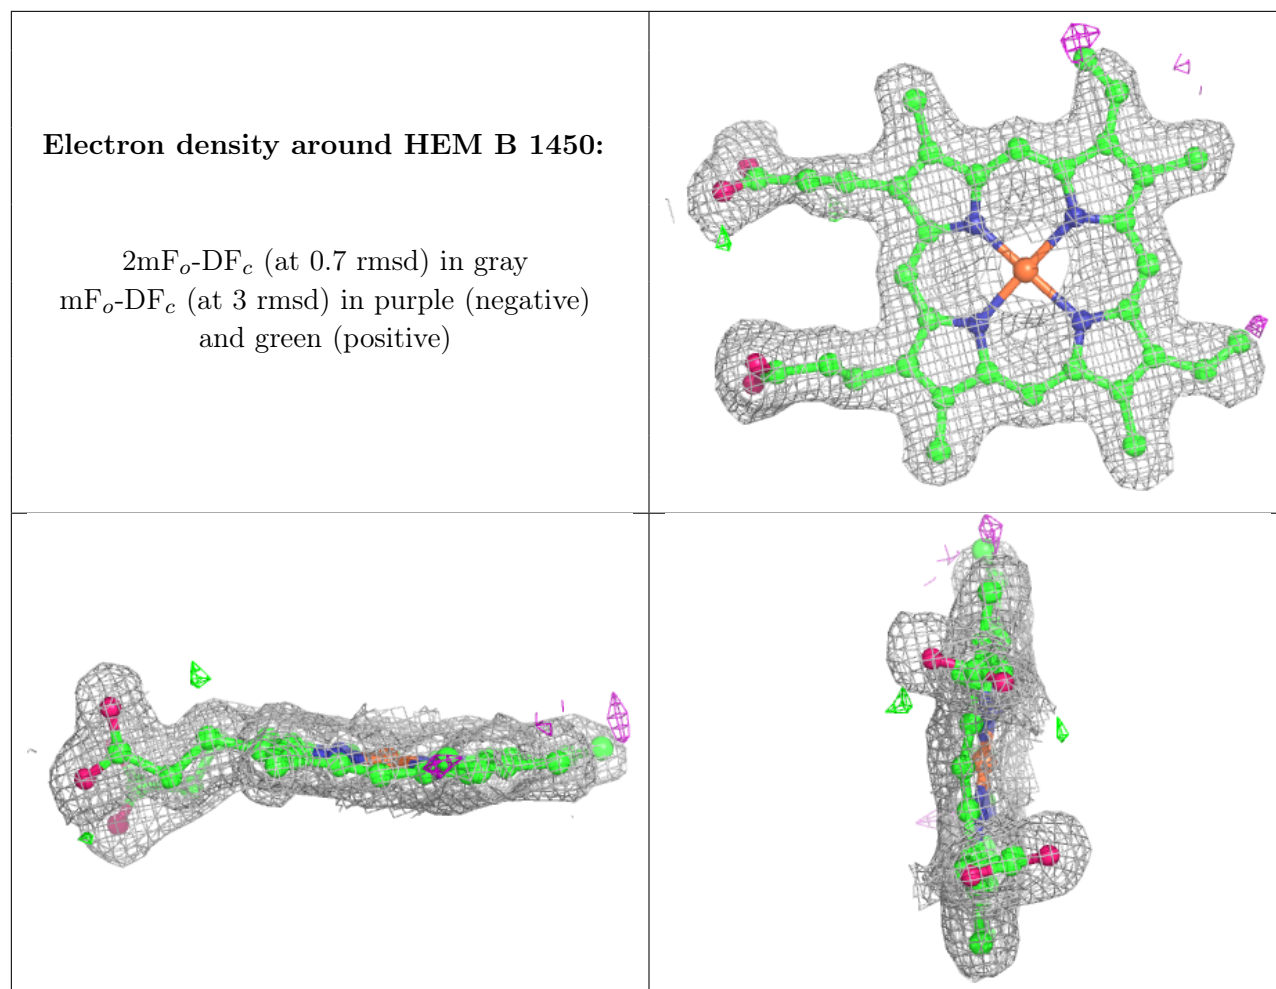 Electron density around HEM B 1450:
2mFo-DFc (at 0.7 rmsd) in gray
mFo-DFc (at 3 rmsd) in purple (negative)
and green (positive)